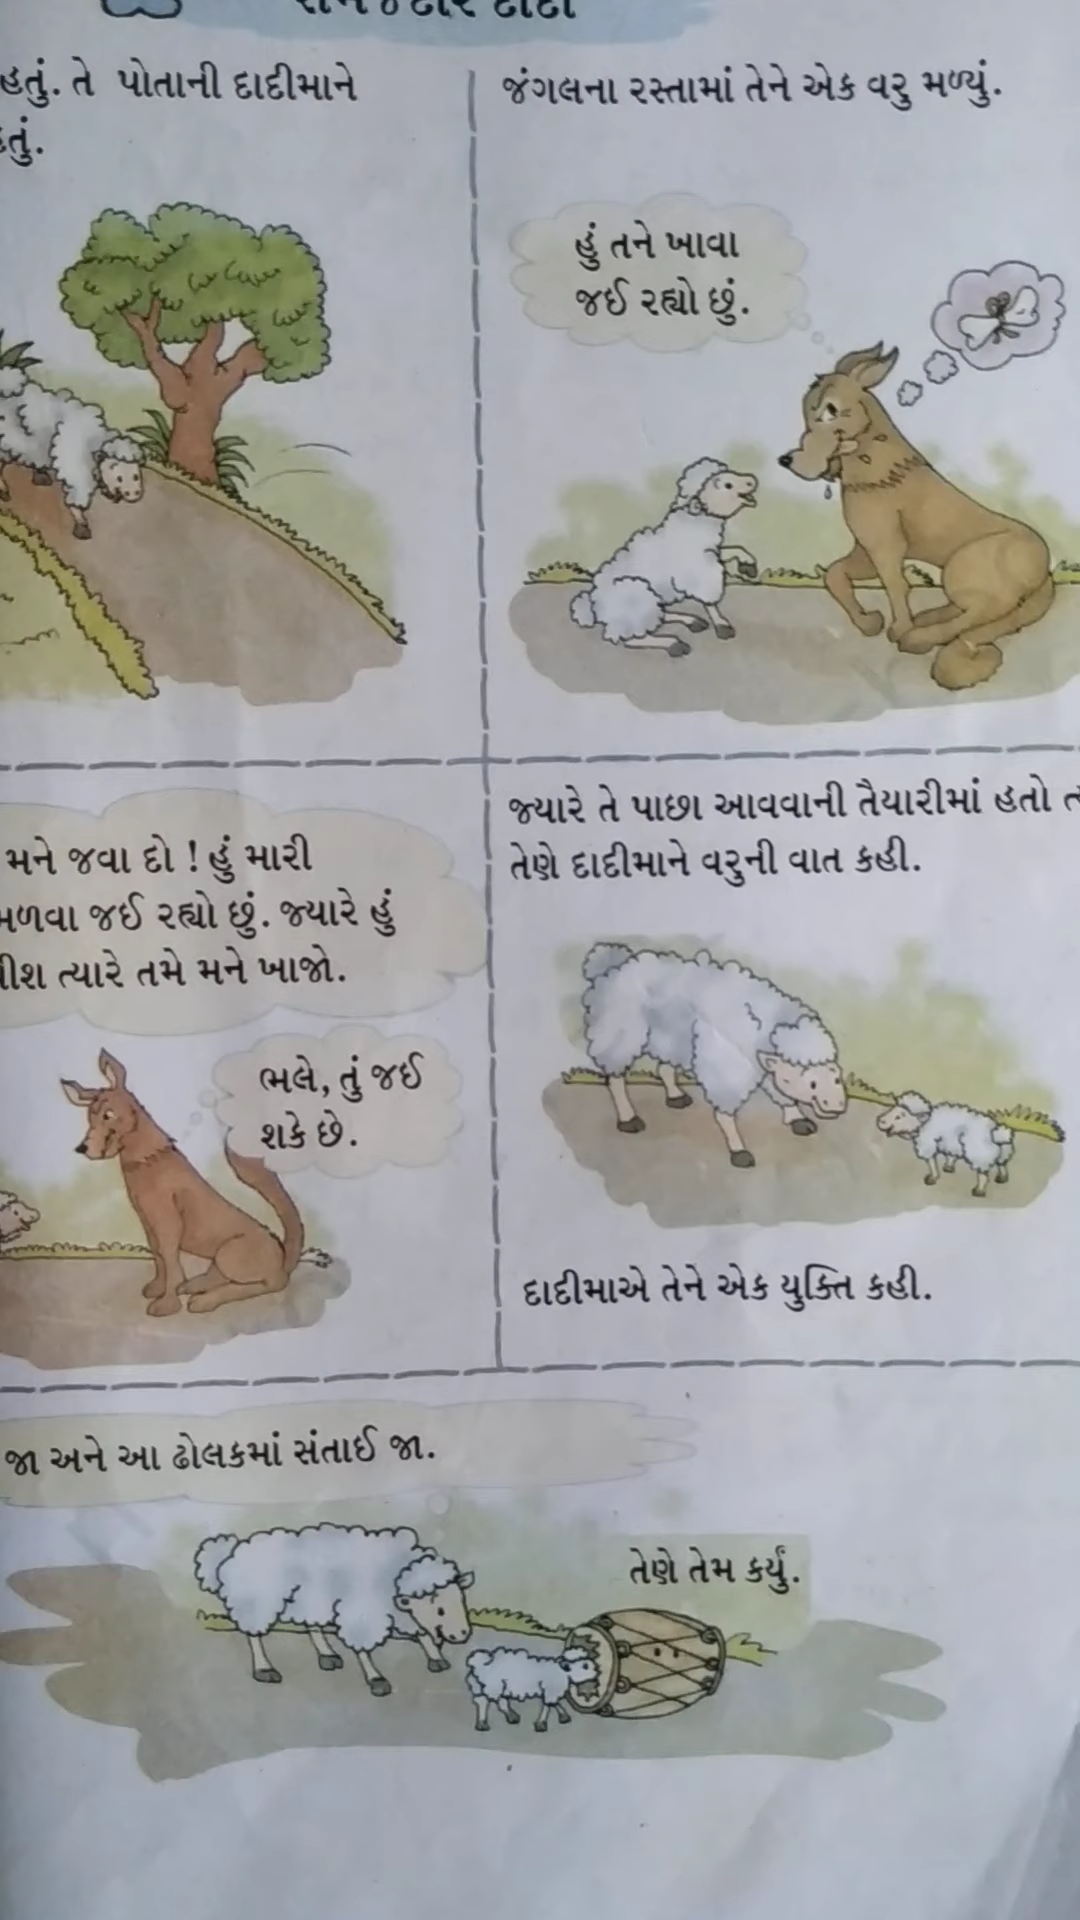 હતું. તે પોતાની દાદીમાને
જંગલના રસ્તામાં તેને એક વરુ મળ્યું.
હું તને ખાવા
જઈ રહ્યો છું.
મને જવા દો ! હું મારી
જઈ રહ્યો છું. જ્યારે હું
ત્યારે તમે મને ખાજો.
ભલે, તું જઈ
શકે છે.
જ્યારે તે પાછા આવવાની તૈયારીમાં હતો
તેણે દાદીમાને વરુની વાત કહી.
દાદીમાએ તેને એક યુક્તિ કહી.
જા અને આ ઢોલકમાં સંતાઈ જા.
તેણે તેમ કર્યું.